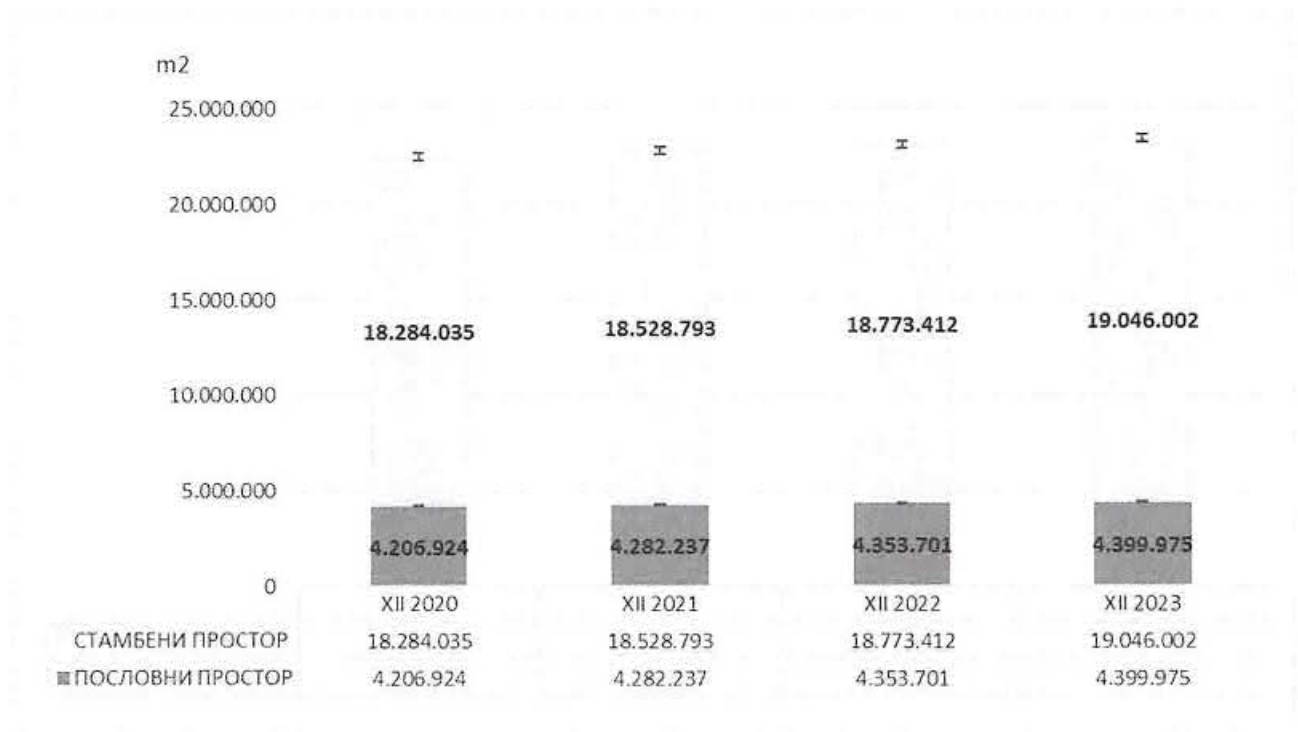 m2
25.000.000
20.000.000
15.000.000
18.284.035 18.528.793 18.773.412 19.046.002
10.000.000
5.000.000
4.206.924 4.282.237 4.353.701 4.399.975
0
XII 2020 XII 2021 XII 2022 XII 2023
СТАМБЕНИ ПРОСТОР 18.284.035 18.528.793 18.773.412 19.046.002
ПОСЛОВНИ ПРОСТОР 4.206.924 4.282.237 4.353.701 4.399.975